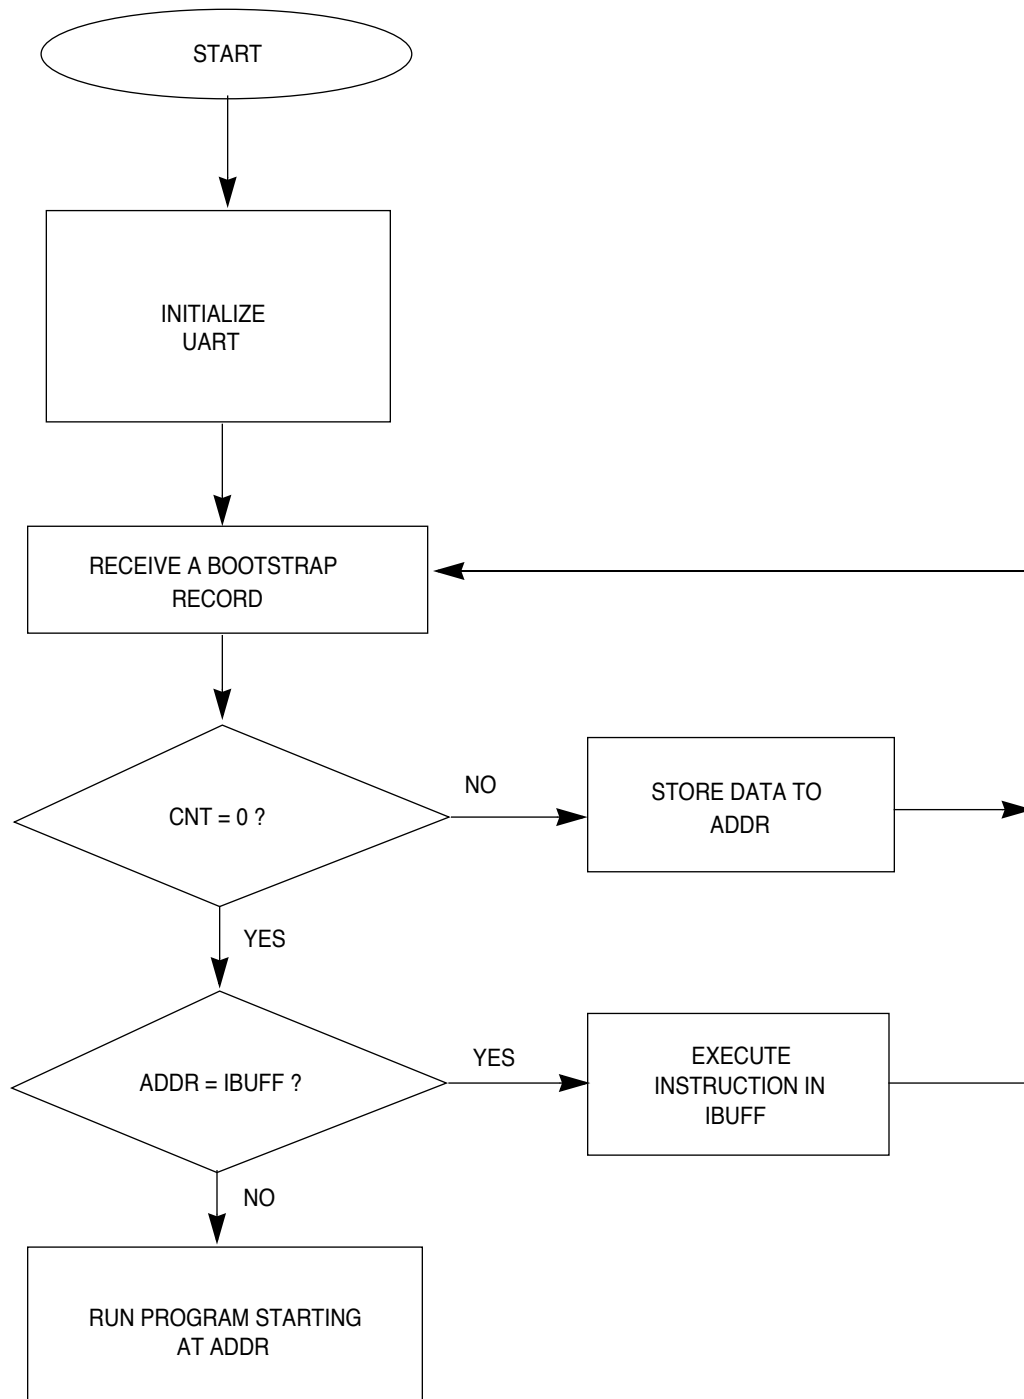 START
INITIALIZE
UART
RECEIVE A BOOTSTRAP
RECORD
CNT = 0 ?
NO
STORE DATA TO
ADDR
YES
ADDR = IBUFF ?
YES
EXECUTE
INSTRUCTION IN
IBUFF
NO
RUN PROGRAM STARTING
AT ADDR